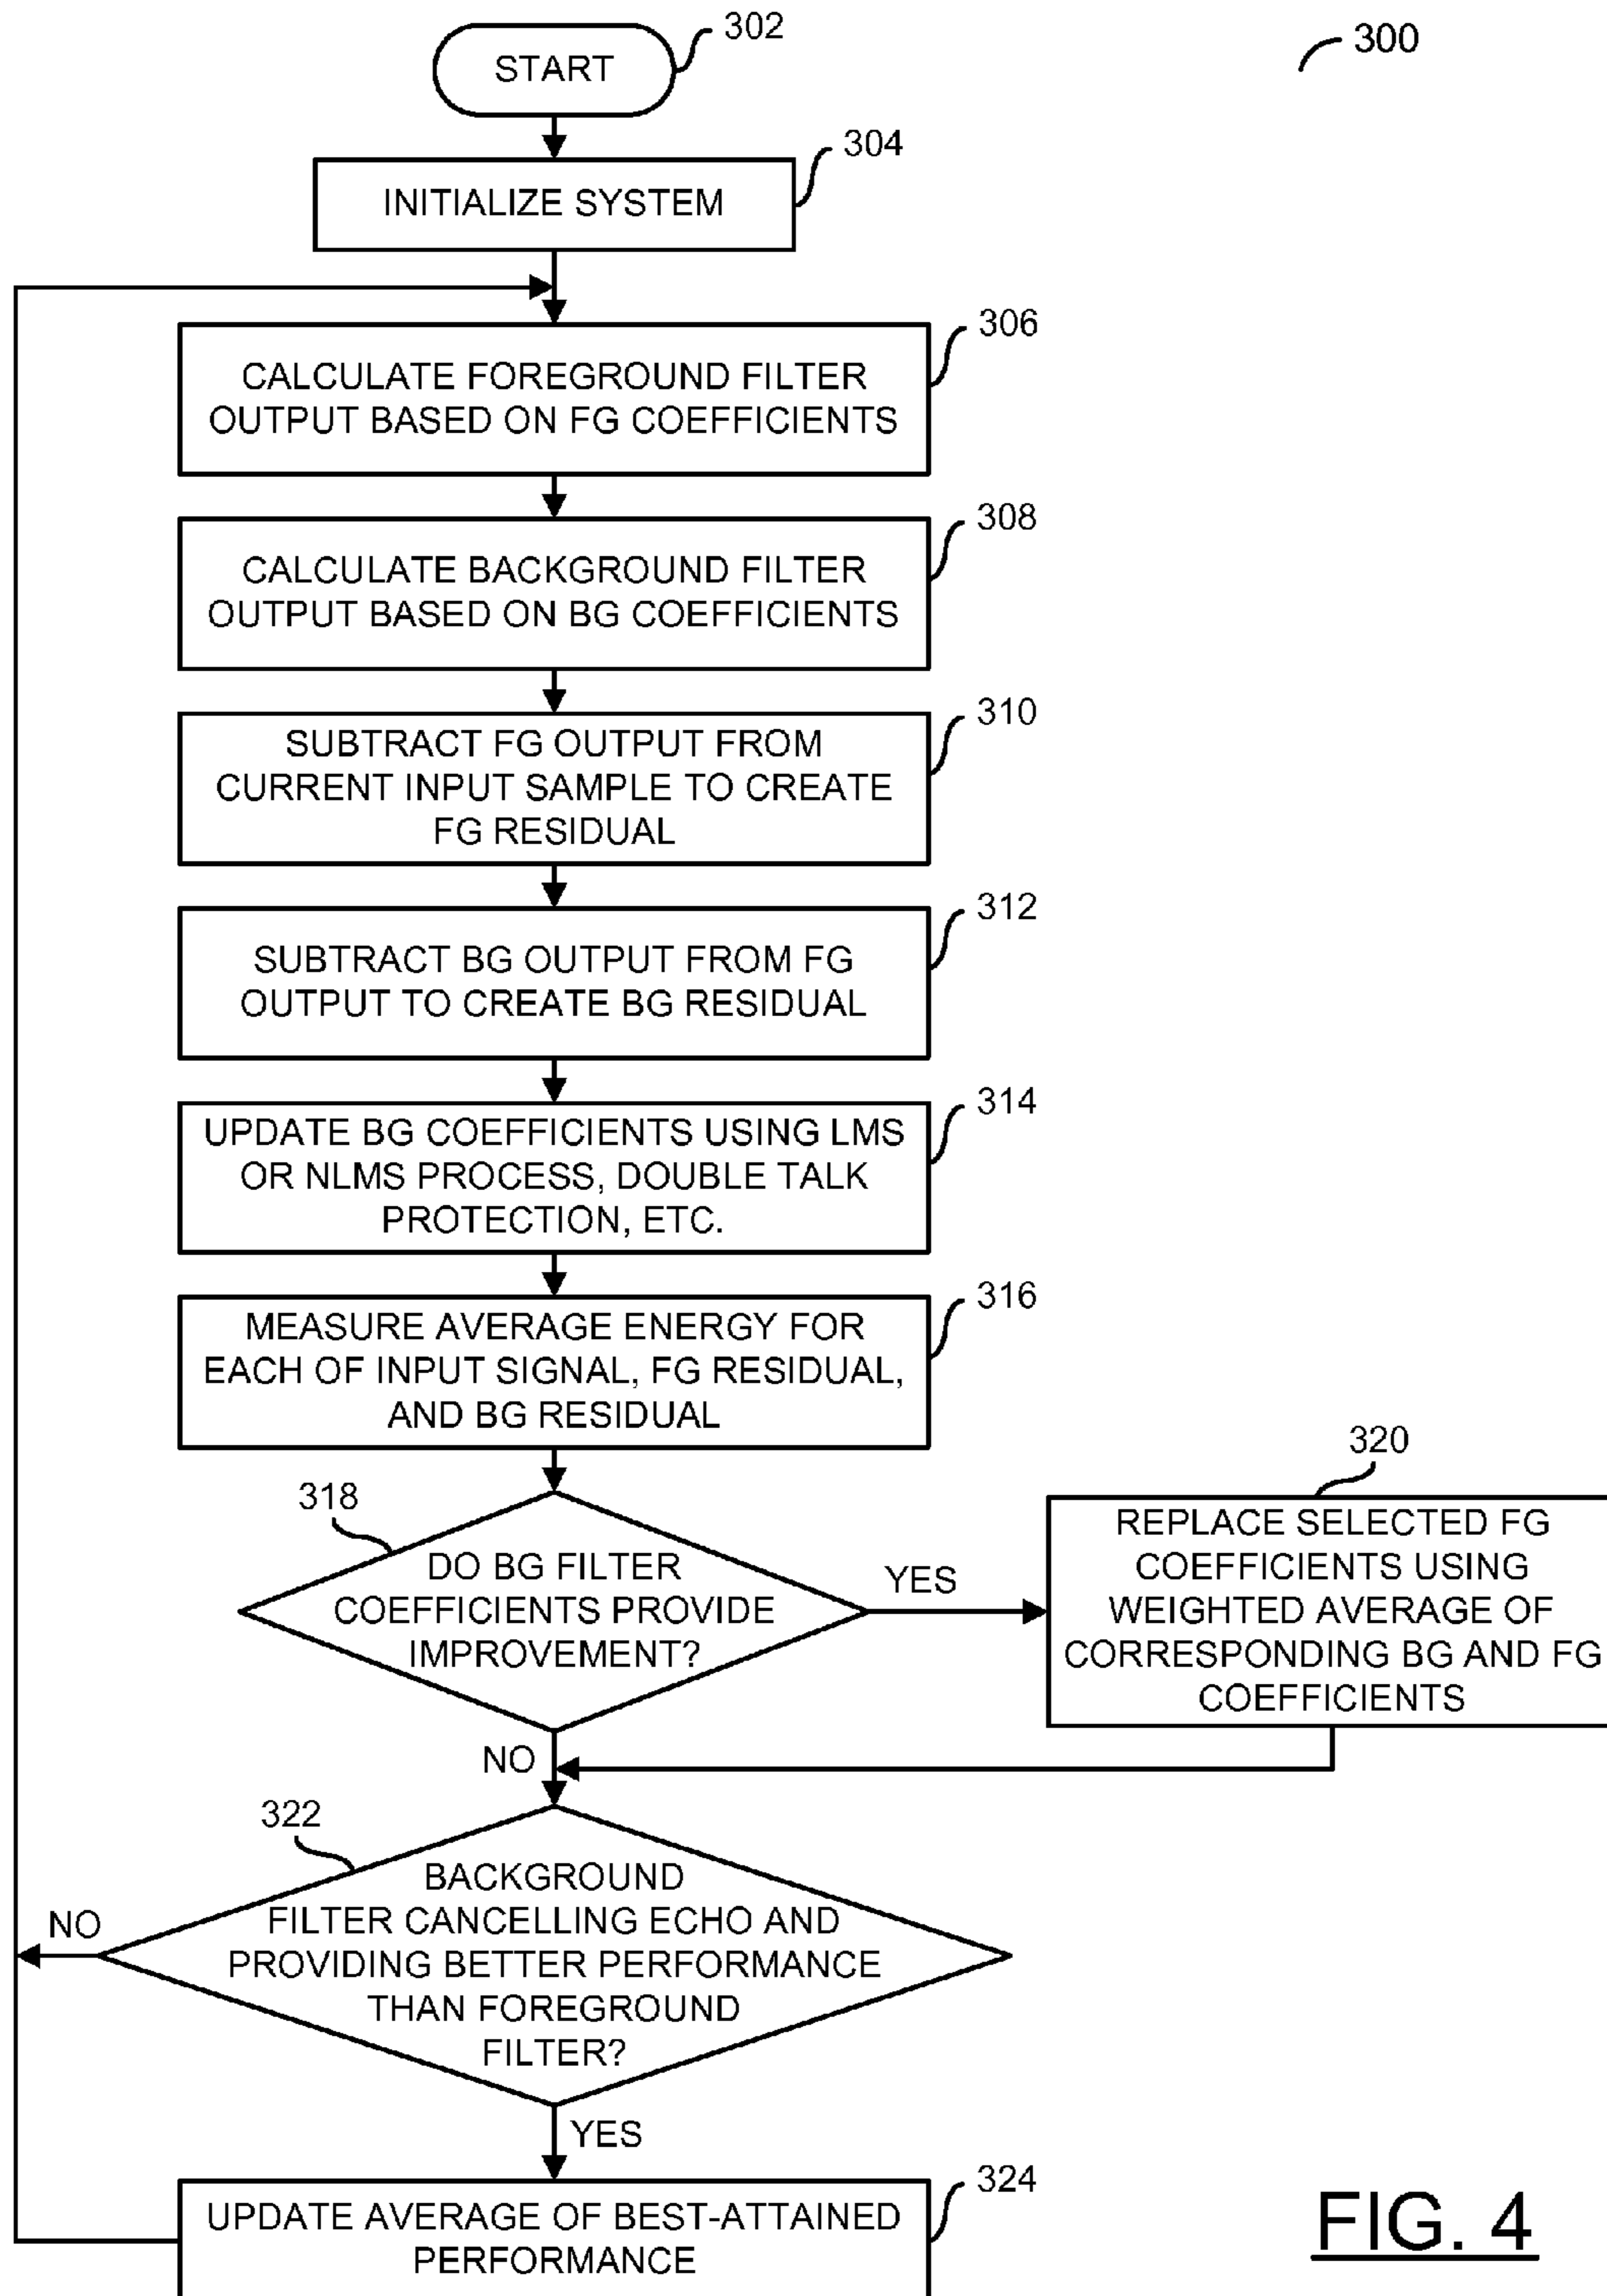 302
300
START
304
INITIALIZE SYSTEM
306
CALCULATE FOREGROUND FILTER
OUTPUT BASED ON FG COEFFICIENTS
308
CALCULATE BACKGROUND FILTER
OUTPUT BASED ON BG COEFFICIENTS
310
SUBTRACT FG OUTPUT FROM
CURRENT INPUT SAMPLE TO CREATE
FG RESIDUAL
312
SUBTRACT BG OUTPUT FROM FG
OUTPUT TO CREATE BG RESIDUAL
314
UPDATE BG COEFFICIENTS USING LMS
OR NLMS PROCESS, DOUBLE TALK
PROTECTION, ETC.
316
MEASURE AVERAGE ENERGY FOR
EACH OF INPUT SIGNAL, FG RESIDUAL,
AND BG RESIDUAL
318
DO BG FILTER
COEFFICIENTS PROVIDE
IMPROVEMENT?
YES
320
REPLACE SELECTED FG
COEFFICIENTS USING
WEIGHTED AVERAGE OF
CORRESPONDING BG AND FG
COEFFICIENTS
NO
322
BACKGROUND
FILTER CANCELLING ECHO AND
PROVIDING BETTER PERFORMANCE
THAN FOREGROUND
FILTER?
NO
YES
324
UPDATE AVERAGE OF BEST-ATTAINED
PERFORMANCE
FIG. 4